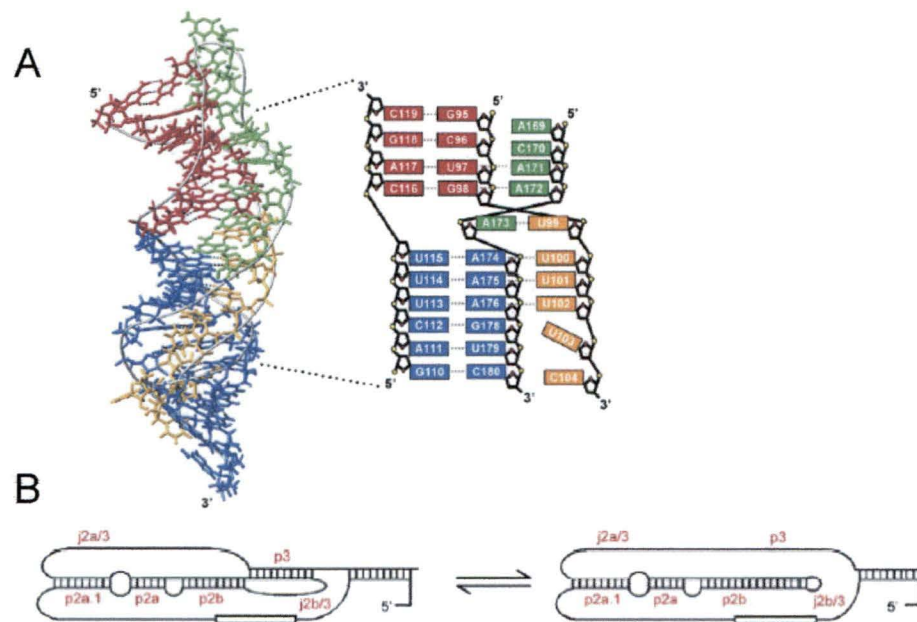 A
5'
3'
3'
5'
C119 G95
A169
G118 C96
C170
A117 U97
A171
C116 G98
A172
A173 U99
U115 A174 U100
U114 A175 U101
U113 A176 U102
C112 G178
U103
A111 U179
G110 C180
C104
5'
3'
3'
B
j2a/3
p3
p2a.1
p2a
p2b
j2b/3
5'
j2a/3
p3
p2a.1
p2a
p2b
j2b/3
5'